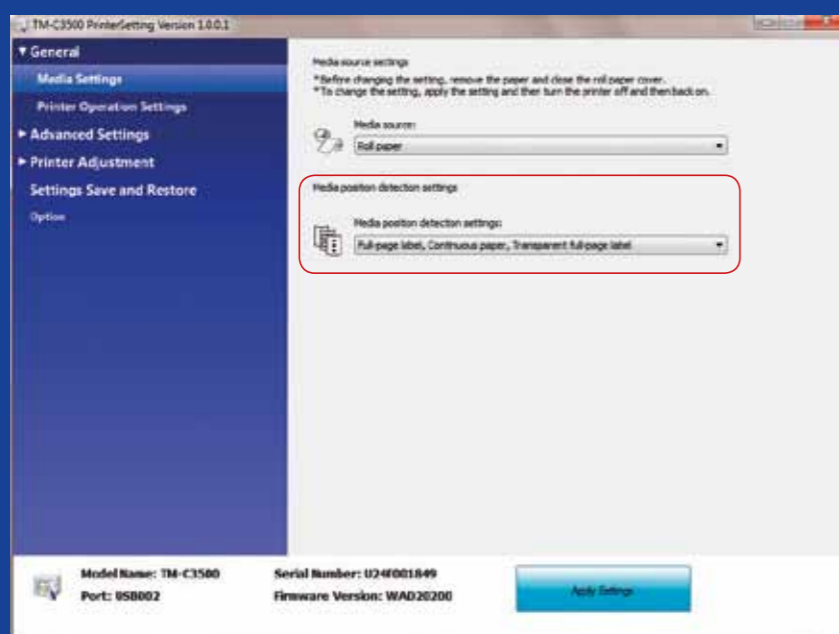 TM-C3500 PrinterSetting Version 1.0.0.1
▼ General
Media Settings
Printer Operation Settings
► Advanced Settings
► Printer Adjustment
Settings Save and Restore
Option
Media source settings
*Before changing the setting, remove the paper and close the roll paper cover.
*To change the setting, apply the setting and then turn the printer off and then back on.
Media source:
Roll paper
Media position detection settings
Media position detection settings:
Full-page label, Continuous paper, Transparent full-page label
Model Name: TM-C3500
Port: USB002
Serial Number: U24F001849
Firmware Version: WAD20200
Apply Settings